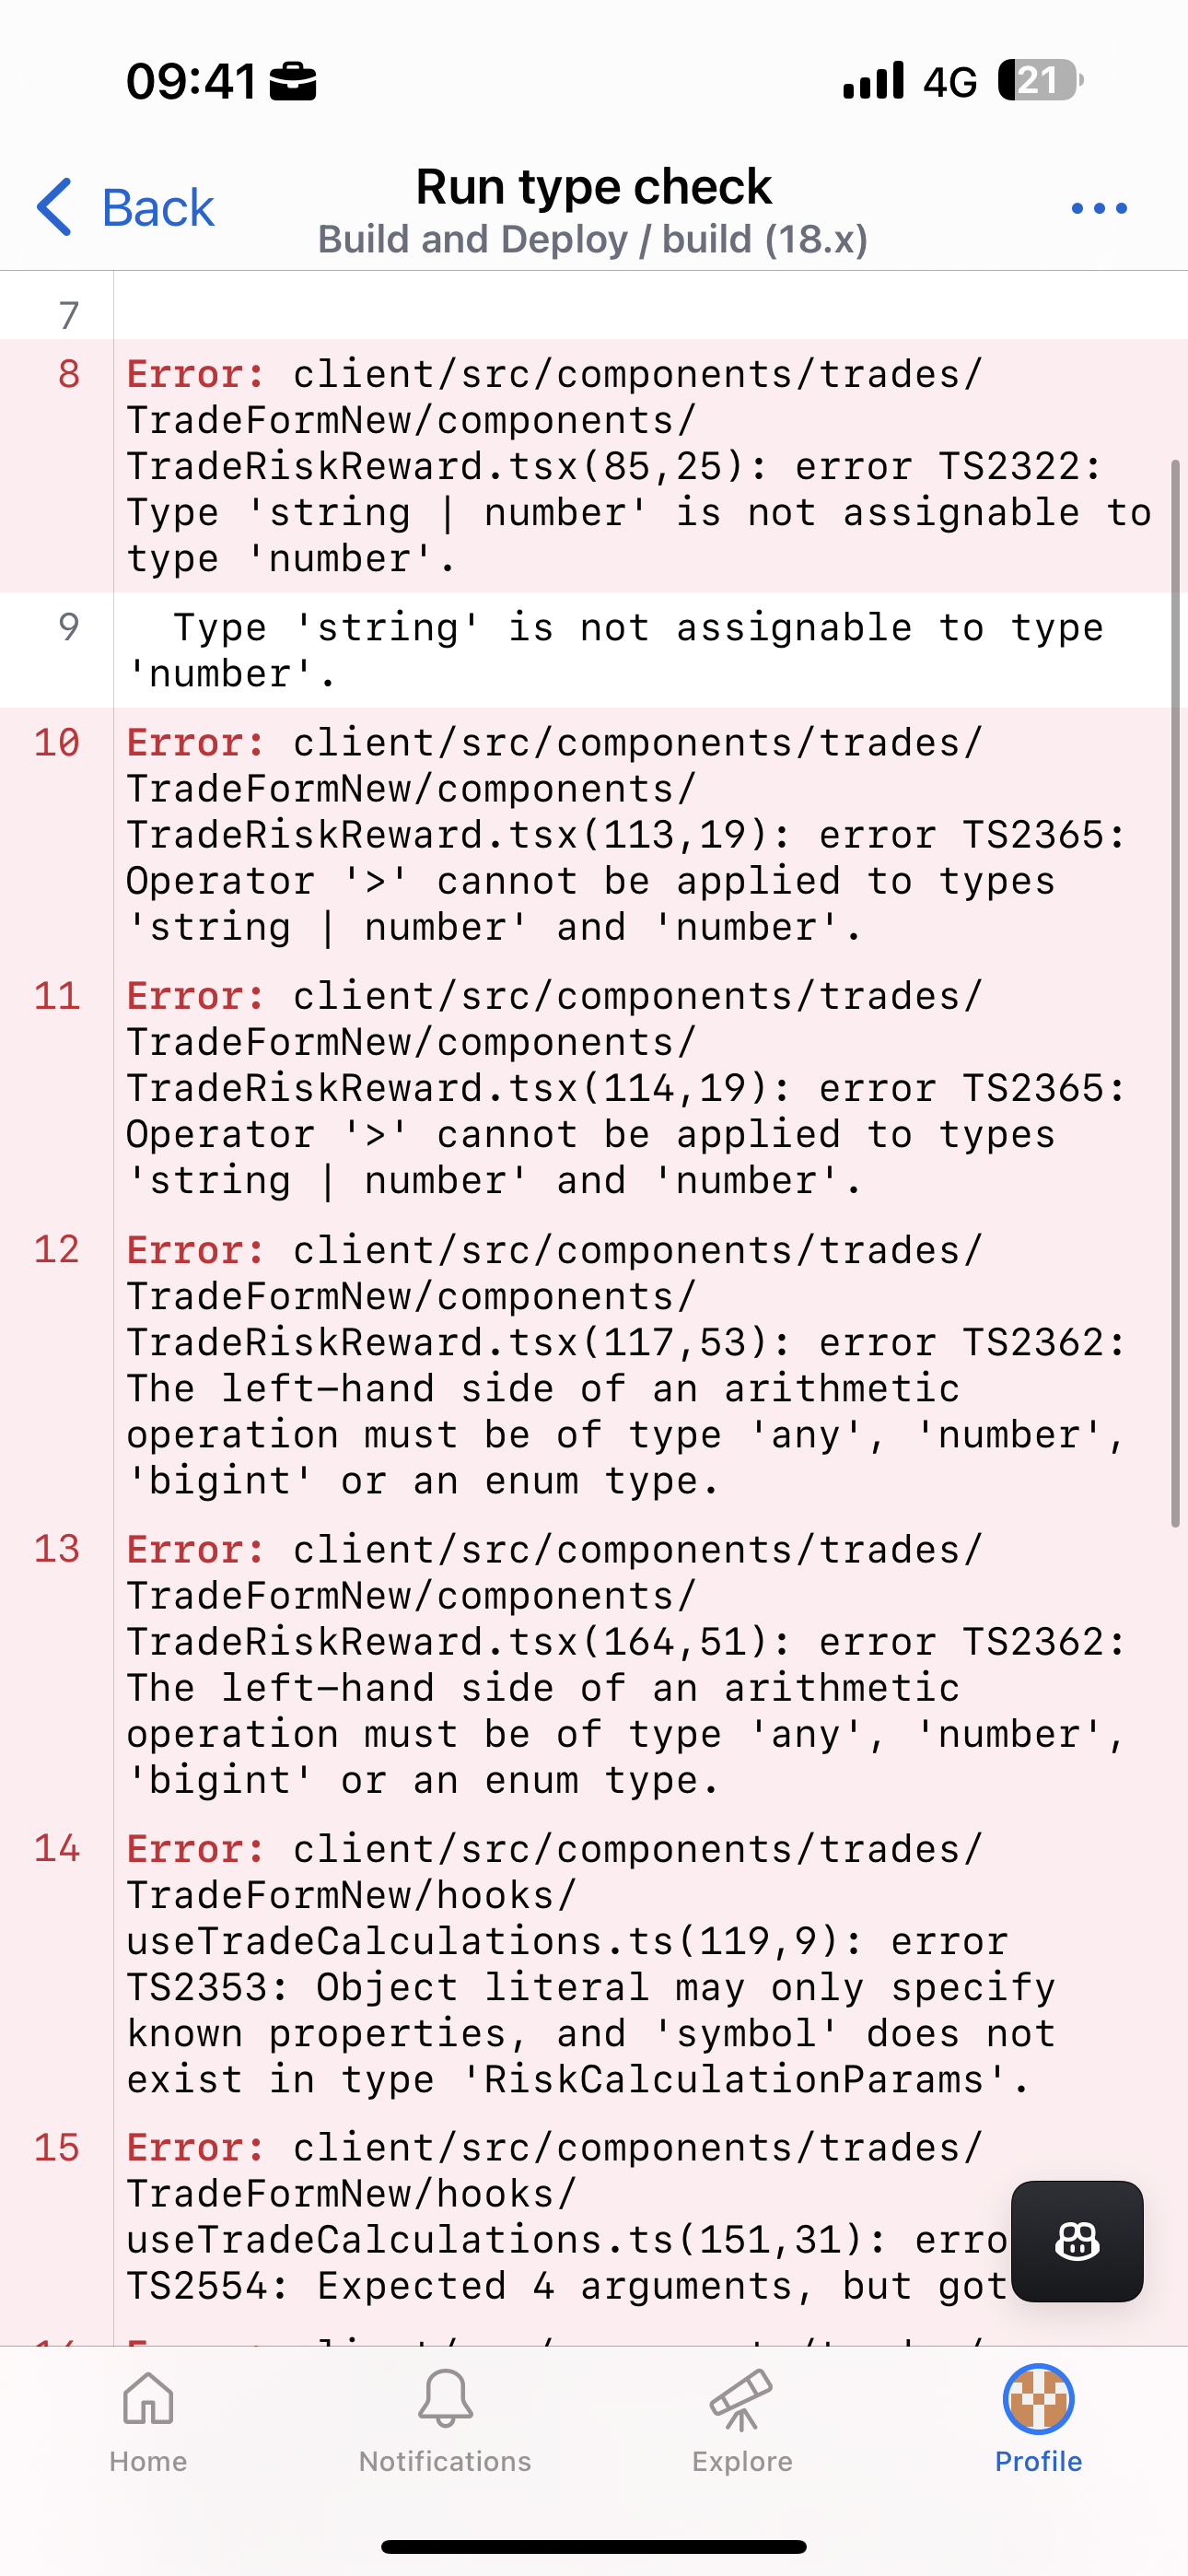 09:41
4G
21
Back
Run type check
Build and Deploy / build (18.x)
7
8
Error: client/src/components/trades/
TradeFormNew/components/
TradeRiskReward.tsx(85,25): error TS2322:
Type 'string | number' is not assignable to
type 'number'.
9
Type 'string' is not assignable to type
'number'.
10
Error: client/src/components/trades/
TradeFormNew/components/
TradeRiskReward.tsx(113,19): error TS2365:
Operator '>' cannot be applied to types
'string | number' and 'number'.
11
Error: client/src/components/trades/
TradeFormNew/components/
TradeRiskReward.tsx(114,19): error TS2365:
Operator '>' cannot be applied to types
'string | number' and 'number'.
12
Error: client/src/components/trades/
TradeFormNew/components/
TradeRiskReward.tsx(117,53): error TS2362:
The left-hand side of an arithmetic
operation must be of type 'any', 'number',
'bigint' or an enum type.
13
Error: client/src/components/trades/
TradeFormNew/components/
TradeRiskReward.tsx(164,51): error TS2362:
The left-hand side of an arithmetic
operation must be of type 'any', 'number',
'bigint' or an enum type.
14
Error: client/src/components/trades/
TradeFormNew/hooks/
useTradeCalculations.ts(119,9): error
TS2353: Object literal may only specify
known properties, and 'symbol' does not
exist in type 'RiskCalculationParams'.
15
Error: client/src/components/trades/
TradeFormNew/hooks/
useTradeCalculations.ts(151,31): erro
TS2554: Expected 4 arguments, but got
Home
Notifications
Explore
Profile